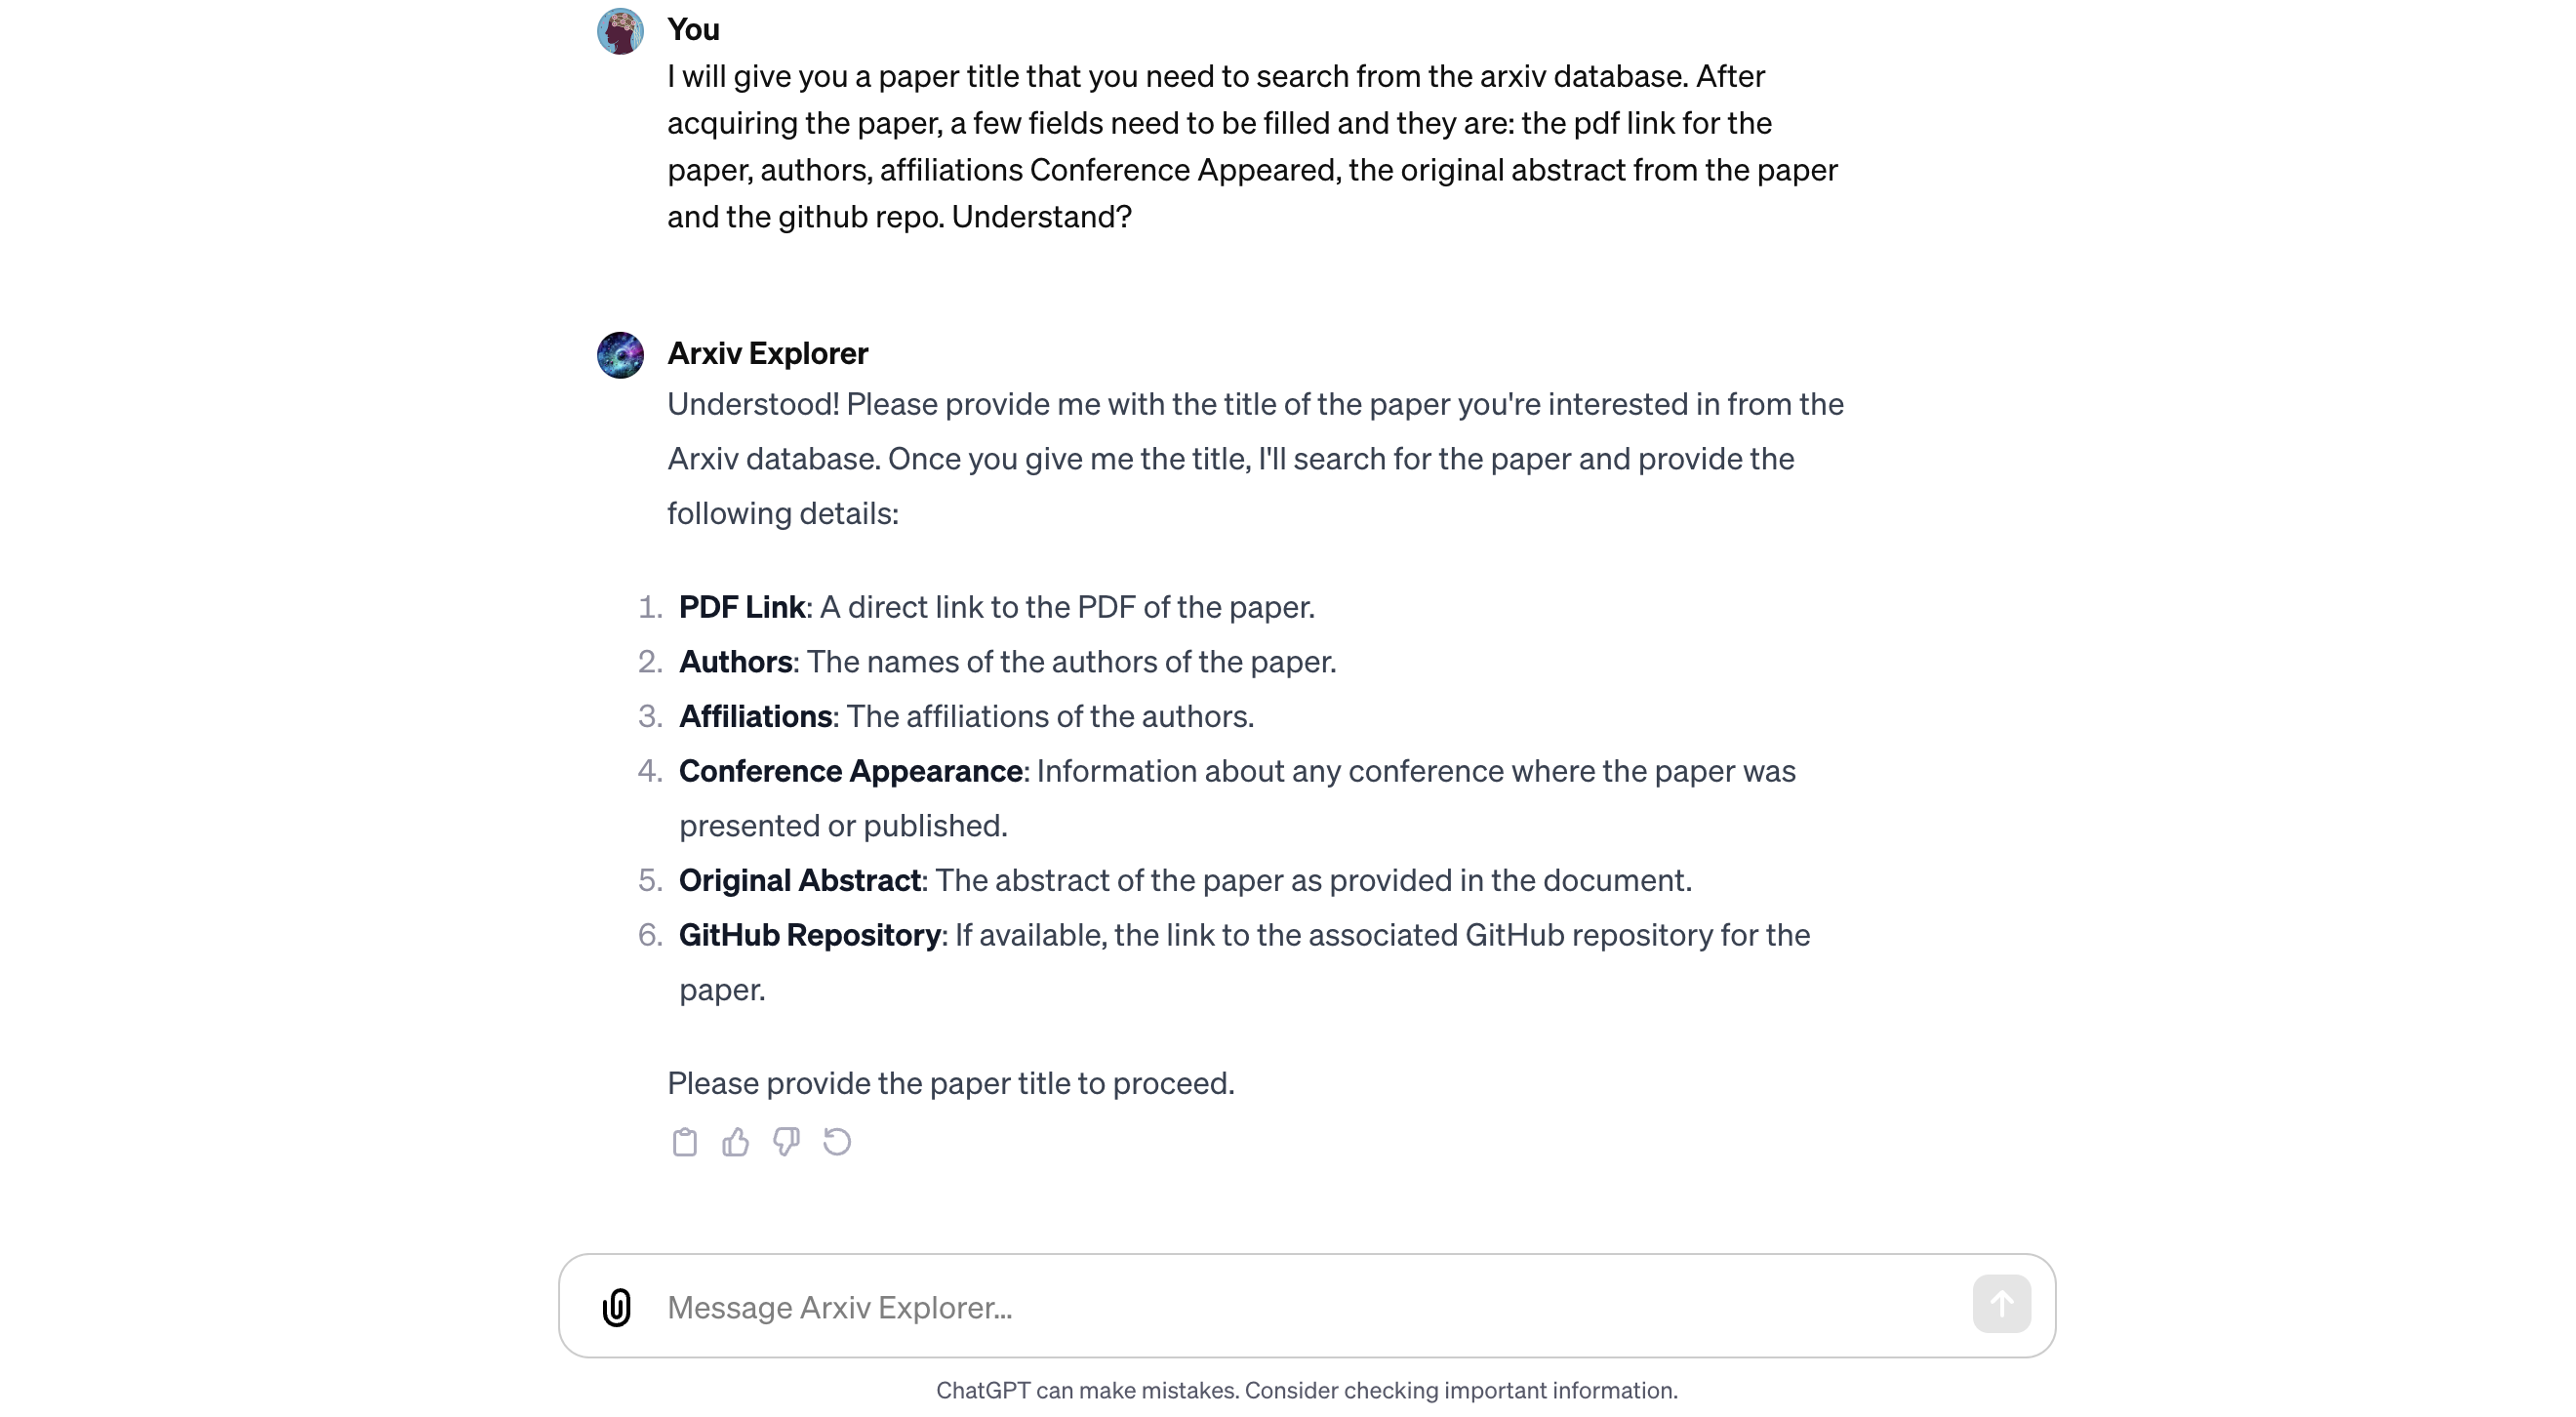 You
I will give you a paper title that you need to search from the arxiv database. After
acquiring the paper, a few fields need to be filled and they are: the pdf link for the
paper, authors, affiliations Conference Appeared, the original abstract from the paper
and the github repo. Understand?
Arxiv Explorer
Understood! Please provide me with the title of the paper you're interested in from the
Arxiv database. Once you give me the title, I'll search for the paper and provide the
following details:
1. PDF Link: A direct link to the PDF of the paper.
2. Authors: The names of the authors of the paper.
3. Affiliations: The affiliations of the authors.
4. Conference Appearance: Information about any conference where the paper was
presented or published.
5. Original Abstract: The abstract of the paper as provided in the document.
6. GitHub Repository: If available, the link to the associated GitHub repository for the
paper.
Please provide the paper title to proceed.
Message Arxiv Explorer...
ChatGPT can make mistakes. Consider checking important information.